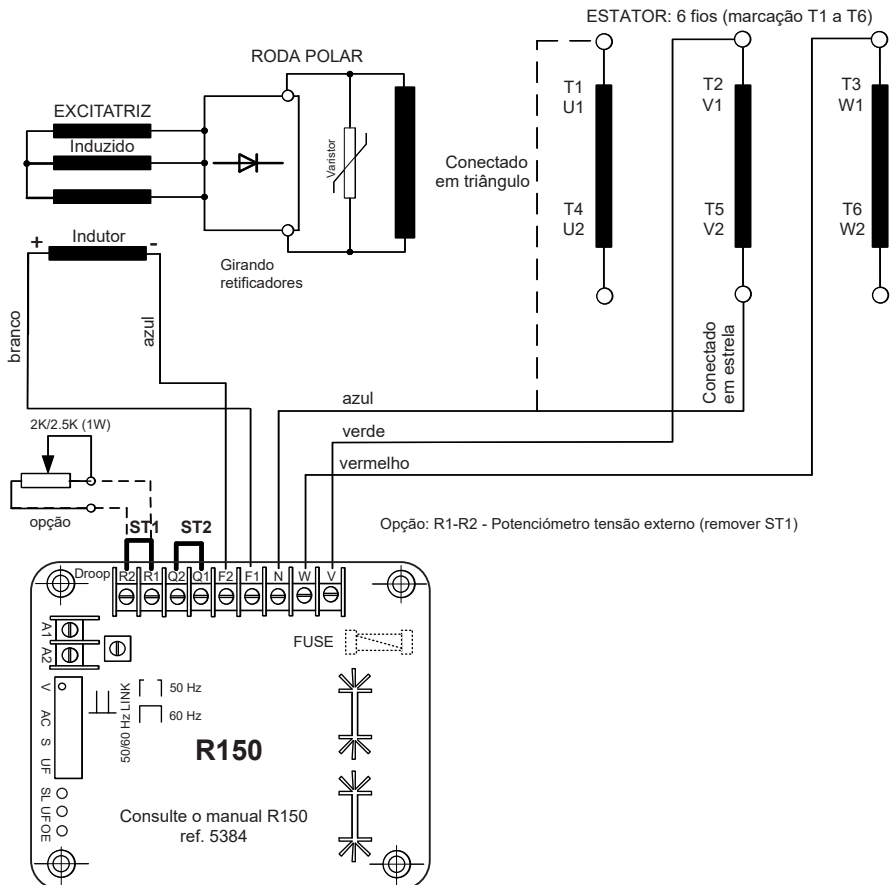 ESTATOR: 6 fios (marcação T1 a T6)
RODA POLAR
EXCITATRIZ
Induzido
Varistor
Conectado
em triângulo
T1
U1
T2
V1
T3
W1
T4
U2
T5
V2
T6
W2
+
Indutor
-
Girando
retificadores
branco
azul
Conectado
em estrela
azul
verde
vermelho
2K/2.5K (1W)
opção
ST1
ST2
Opção: R1-R2 - Potenciómetro tensão externo (remover ST1)
Droop
R2
R1
Q2
Q1
F2
F1
N
W
V
A1
A2
FUSE
V
AC
S
UF
50/60 Hz LINK
50 Hz
60 Hz
R150
SL
UF
OE
Consulte o manual R150
ref. 5384